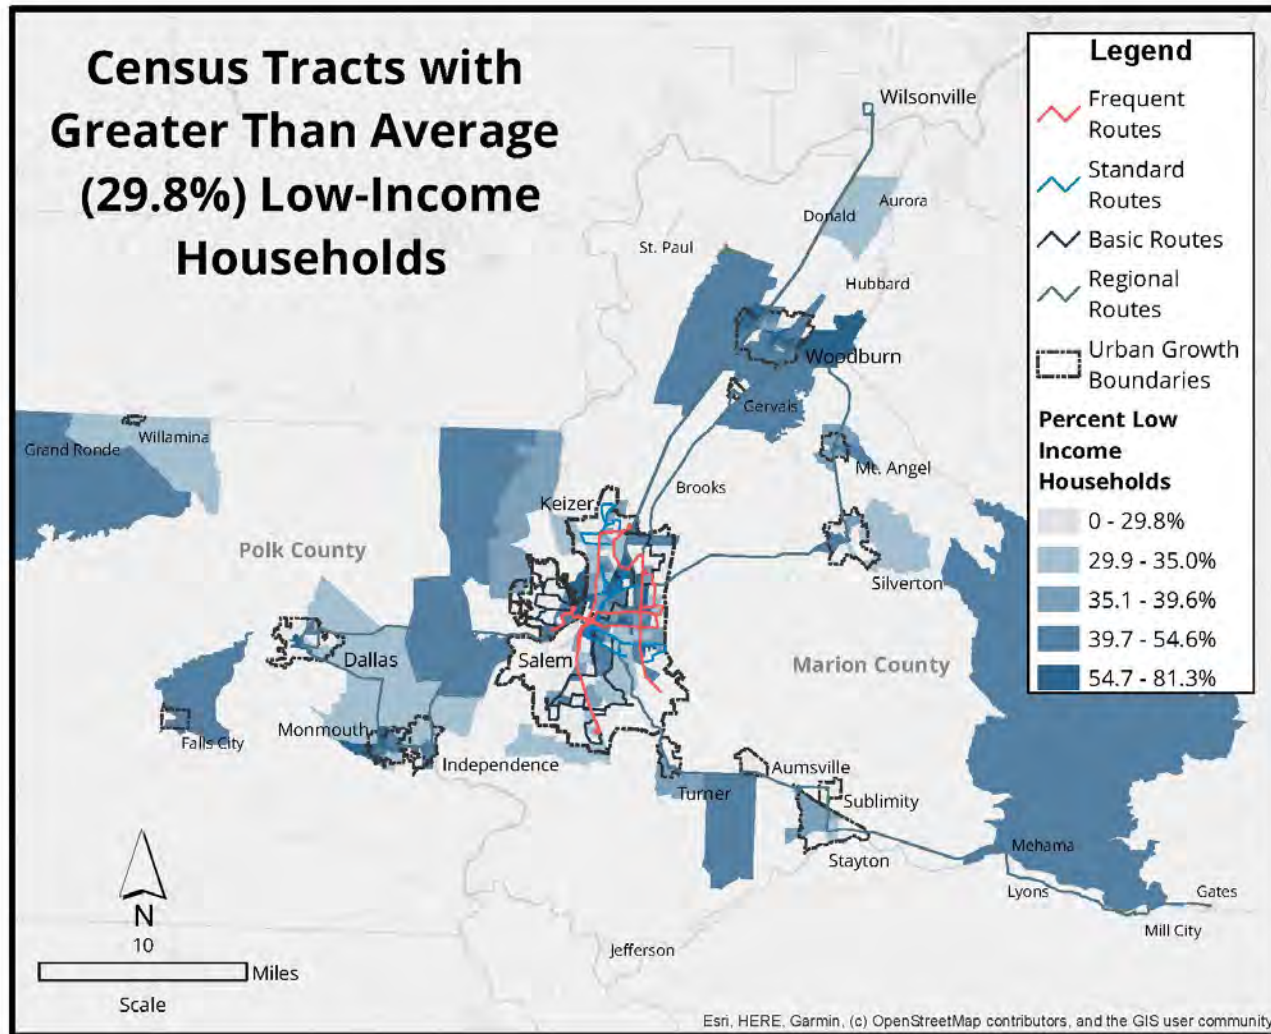 Census Tracts with
Greater Than Average
(29.8%) Low-Income
Households
Legend
Frequent
Routes
Standard
Routes
Basic Routes
Regional
Routes
Urban Growth
Boundaries
Percent Low
Income
Households
0 - 29.8%
29.9 - 35.0%
35.1 - 39.6%
39.7 - 54.6%
54.7 - 81.3%
Wilsonville
Aurora
Donald
St. Paul
Hubbard
Woodburn
Gervais
Grand Ronde
Willamina
Mt. Angel
Brooks
Keizer
Polk County
Silverton
Salem
Dallas
Marion County
Monmouth
Falls City
Independence
Aumsville
Turner
Sublimity
Stayton
Mehama
Lyons
Gates
Mill City
Jefferson
N
10
Miles
Scale
Esri, HERE, Garmin, (c) OpenStreetMap contributors, and the GIS user community